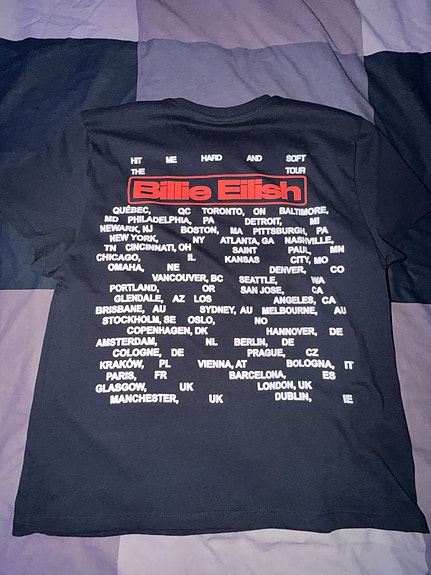 HIT ME HARD AND SOFT
THE TOUR
Billie Eilish
QUÉBEC, QC TORONTO, ON BALTIMORE,
MD PHILADELPHIA, PA DETROIT, MI
NEWARK, NJ BOSTON, MA PITTSBURGH, PA
NEW YORK, NY ATLANTA, GA NASHVILLE,
TN CINCINNATI, OH SAINT PAUL, MN
CHICAGO, IL KANSAS CITY, MO
OMAHA, NE DENVER, CO
VANCOUVER, BC SEATTLE, WA
PORTLAND, OR SAN JOSE, CA
GLENDALE, AZ LOS ANGELES, CA
BRISBANE, AU SYDNEY, AU MELBOURNE, AU
STOCKHOLM, SE OSLO, NO
COPENHAGEN, DK HANNOVER, DE
AMSTERDAM, NL BERLIN, DE
COLOGNE, DE PRAGUE, CZ
KRAKÓW, PL VIENNA, AT BOLOGNA, IT
PARIS, FR BARCELONA, ES
GLASGOW, UK LONDON, UK
MANCHESTER, UK DUBLIN, IE